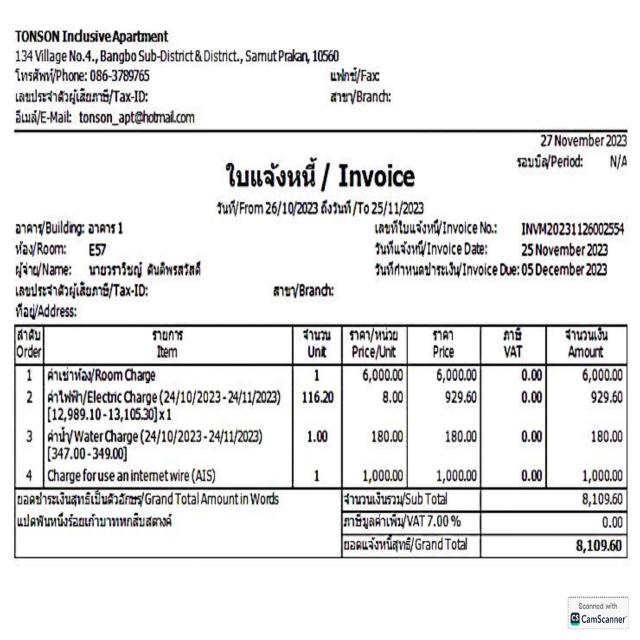 TONSON Inclusive Apartment
134 Village No.4., Bangbo Sub-District & District., Samut Prakan, 10560
โทรศัพท์/Phone: 086-3789765 แฟกซ์/Fax:
เลขประจำตัวผู้เสียภาษี/Tax-ID: สาขา/Branch:
อีเมล์/E-Mail: tonson_apt@hotmail.com
27 November 2023
รอบบิล/Period: N/A
ใบแจ้งหนี้ / Invoice
วันที่/From 26/10/2023 ถึงวันที่ /To 25/11/2023
อาคาร/Building: อาคาร 1 เลขที่ใบแจ้งหนี้/Invoice No.: INVM20231126002554
ห้อง/Room: E57 วันที่แจ้งหนี้/Invoice Date: 25 November 2023
ผู้จ่าย/Name: นายวราวิชญ์ ตันติพรสวัสดิ์ วันที่กำหนดชำระเงิน/Invoice Due: 05 December 2023
เลขประจำตัวผู้เสียภาษี/Tax-ID: สาขา/Branch:
ที่อยู่/Address:
ลำดับ รายการ จำนวน ราคา/หน่วย ราคา ภาษี จำนวนเงิน
Order Item Unit Price/Unit Price VAT Amount
1 ค่าเช่าห้อง/Room Charge 1 6,000.00 6,000.00 0.00 6,000.00
2 ค่าไฟฟ้า/Electric Charge (24/10/2023 - 24/11/2023) 116.20 8.00 929.60 0.00 929.60
[12,989.10 - 13,105.30] x 1
3 ค่าน้ำ/Water Charge (24/10/2023 - 24/11/2023) 1.00 180.00 180.00 0.00 180.00
[347.00 - 349.00]
4 Charge for use an internet wire (AIS) 1 1,000.00 1,000.00 0.00 1,000.00
ยอดชำระเงินสุทธิเป็นตัวอักษร/Grand Total Amount in Words จำนวนเงินรวม/Sub Total 8,109.60
แปดพันหนึ่งร้อยเก้าบาทหกสิบสตางค์ ภาษีมูลค่าเพิ่ม/VAT 7.00 % 0.00
ยอดแจ้งหนี้สุทธิ/Grand Total 8,109.60
Scanned with
CS CamScanner